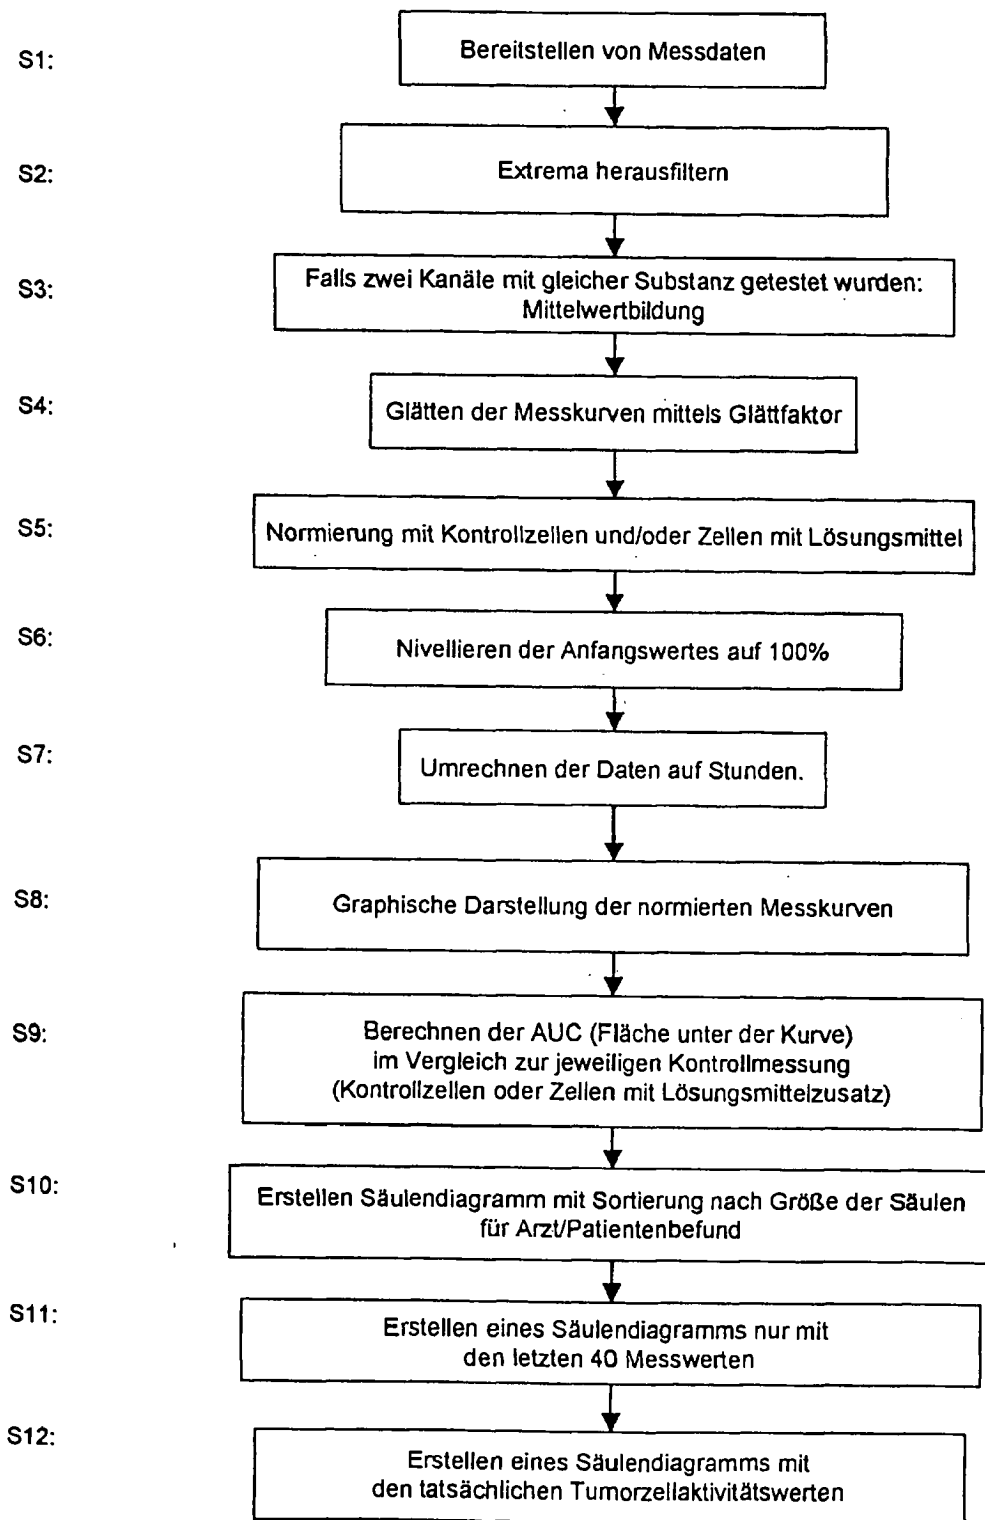 S1:
Bereitstellen von Messdaten
S2:
Extrema herausfiltern
S3:
Falls zwei Kanäle mit gleicher Substanz getestet wurden:
Mittelwertbildung
S4:
Glätten der Messkurven mittels Glättfaktor
S5:
Normierung mit Kontrollzellen und/oder Zellen mit Lösungsmittel
S6:
Nivellieren der Anfangswertes auf 100%
S7:
Umrechnen der Daten auf Stunden.
S8:
Graphische Darstellung der normierten Messkurven
S9:
Berechnen der AUC (Fläche unter der Kurve)
im Vergleich zur jeweiligen Kontrollmessung
(Kontrollzellen oder Zellen mit Lösungsmittelzusatz)
S10:
Erstellen Säulendiagramm mit Sortierung nach Größe der Säulen
für Arzt/Patientenbefund
S11:
Erstellen eines Säulendiagramms nur mit
den letzten 40 Messwerten
S12:
Erstellen eines Säulendiagramms mit
den tatsächlichen Tumorzellaktivitätswerten